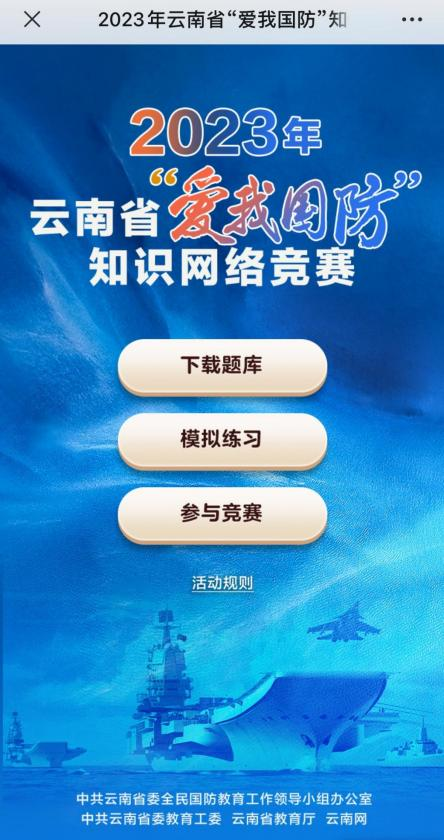 2023年云南省“爱我国防”知
2023年
云南省“爱我国防”
知识网络竞赛
下载题库
模拟练习
参与竞赛
活动规则
中共云南省委全民国防教育工作领导小组办公室
中共云南省委教育工委 云南省教育厅 云南网